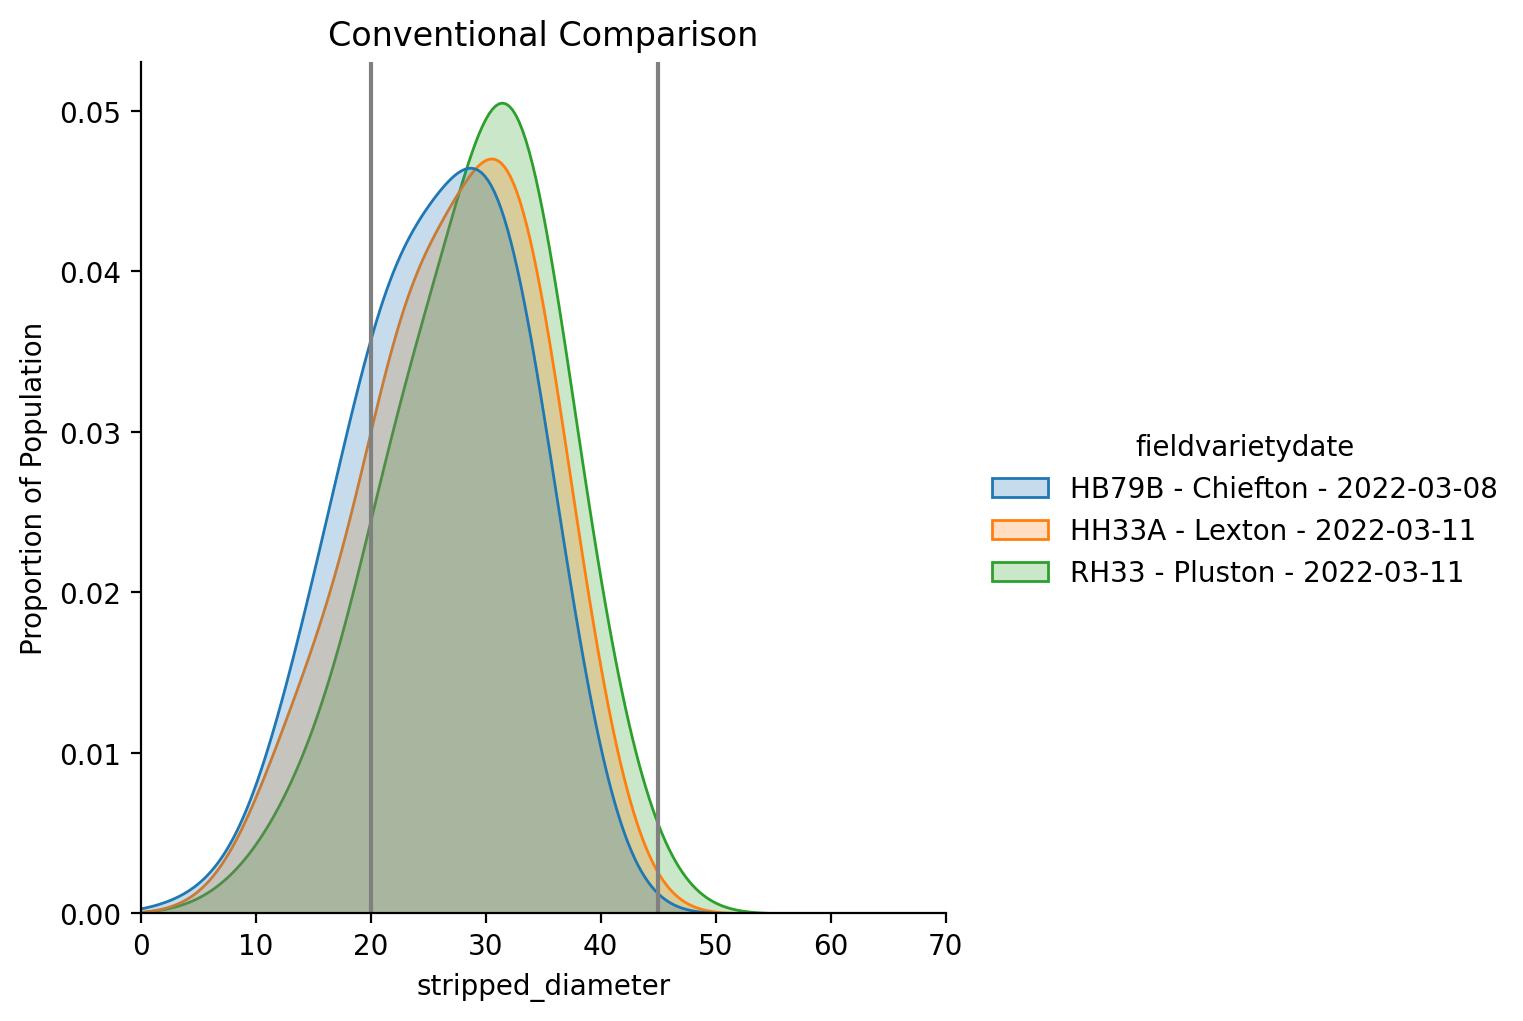 Conventional Comparison
0.05
0.04
0.03
0.02
0.01
0.00
Proportion of Population
0 10 20 30 40 50 60 70
stripped_diameter
fieldvarietydate
HB79B - Chiefton - 2022-03-08
HH33A - Lexton - 2022-03-11
RH33 - Pluston - 2022-03-11